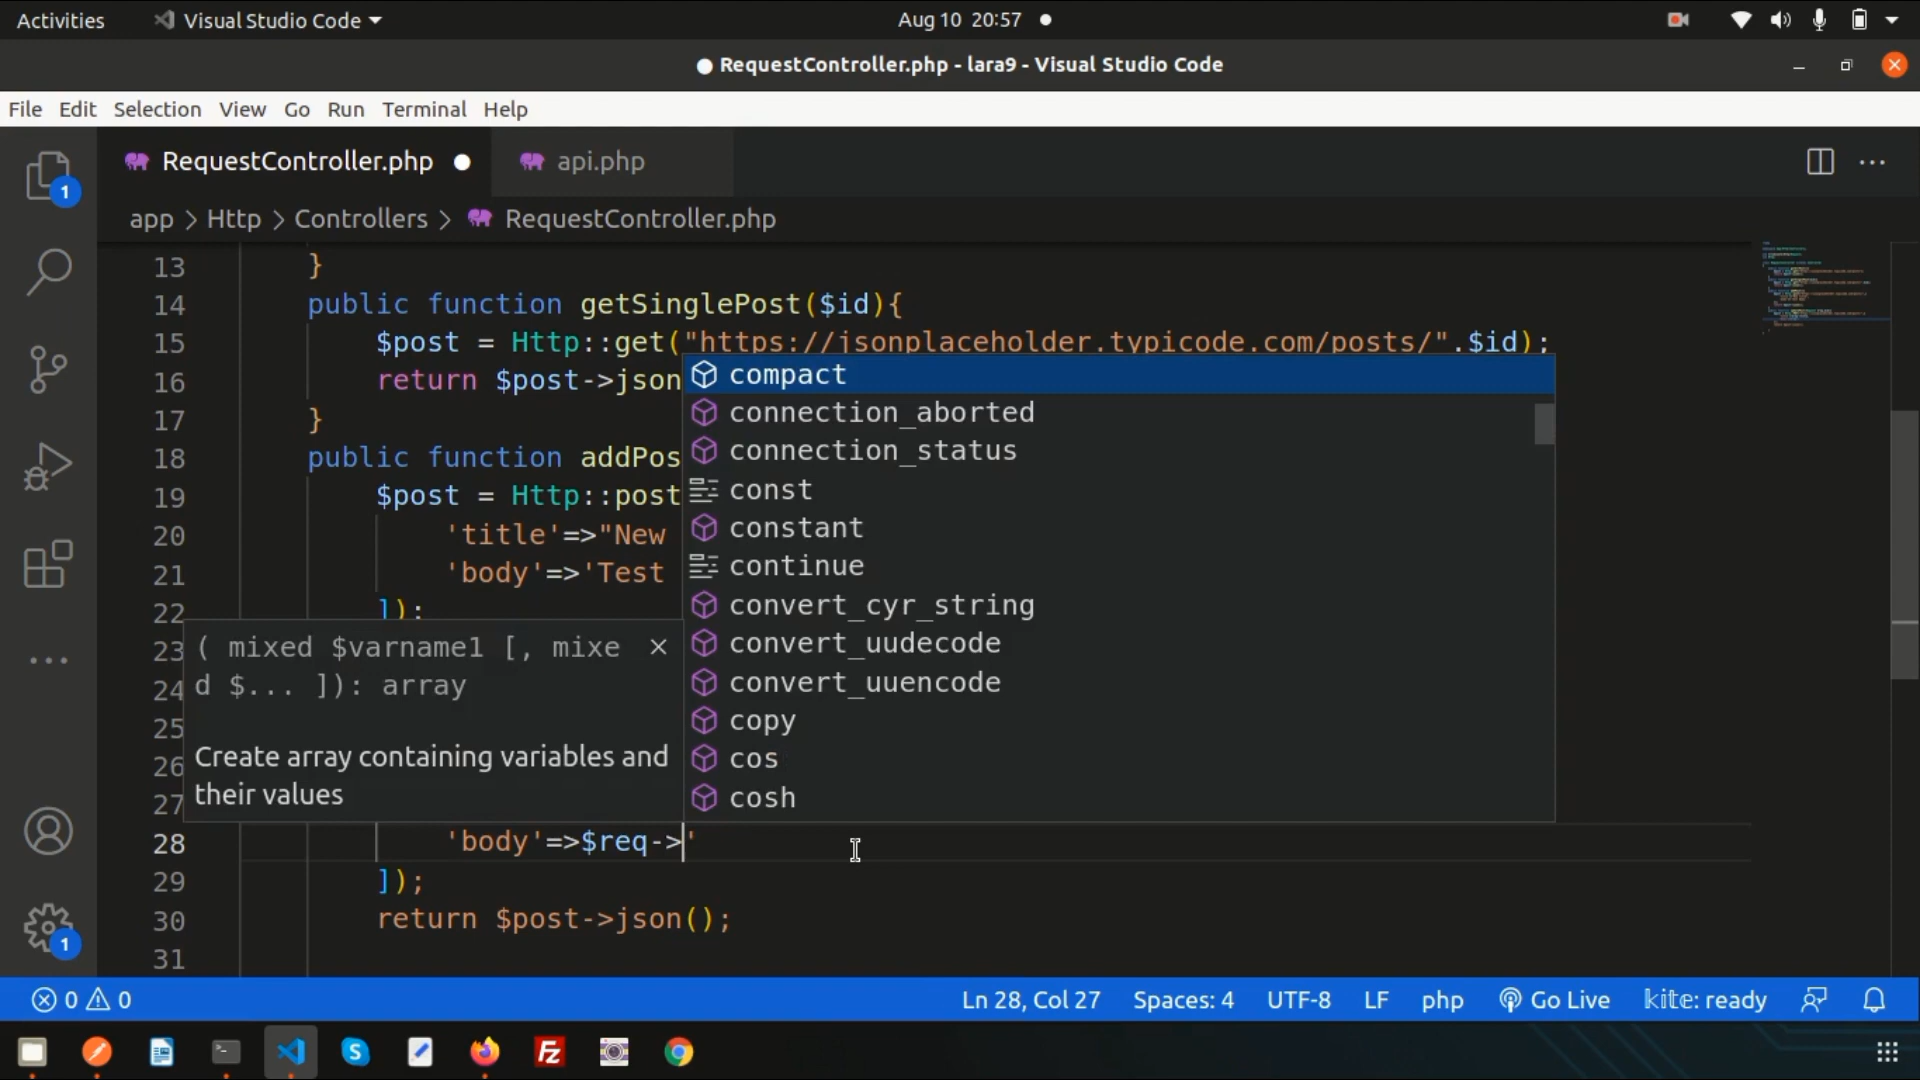 Activities
Visual Studio Code
Aug 10 20:57
RequestController.php - lara9 - Visual Studio Code
File Edit Selection View Go Run Terminal Help
RequestController.php
api.php
app > Http > Controllers > RequestController.php
13 }
14 public function getSinglePost($id){
15 $post = Http::get("https://jsonplaceholder.typicode.com/posts/".$id);
16 return $post->json
17 }
18 public function addPos
19 $post = Http::post
20 'title'=>"New
21 'body'=>'Test
22 ]);
23
24
25
26
27
28 'body'=>$req->'
29 ]);
30 return $post->json();
31
compact
connection_aborted
connection_status
const
constant
continue
convert_cyr_string
convert_uudecode
convert_uuencode
copy
cos
cosh
( mixed $varname1 [, mixe
d $... ]): array
Create array containing variables and
their values
1
1
0 0
Ln 28, Col 27
Spaces: 4
UTF-8
LF
php
Go Live
kite: ready